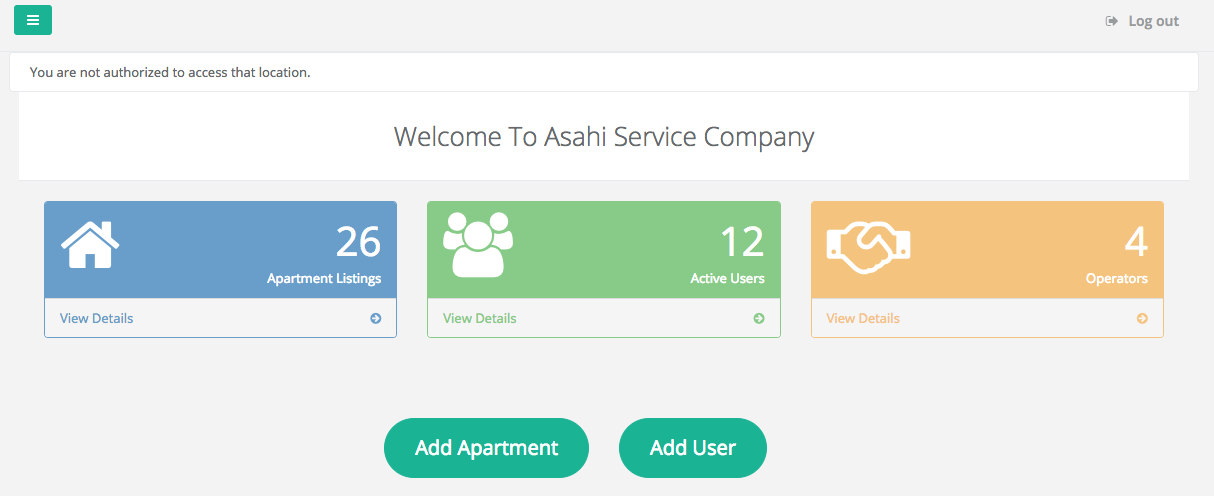 Log out
You are not authorized to access that location.
Welcome To Asahi Service Company
26
Apartment Listings
View Details
12
Active Users
View Details
4
Operators
View Details
Add Apartment
Add User